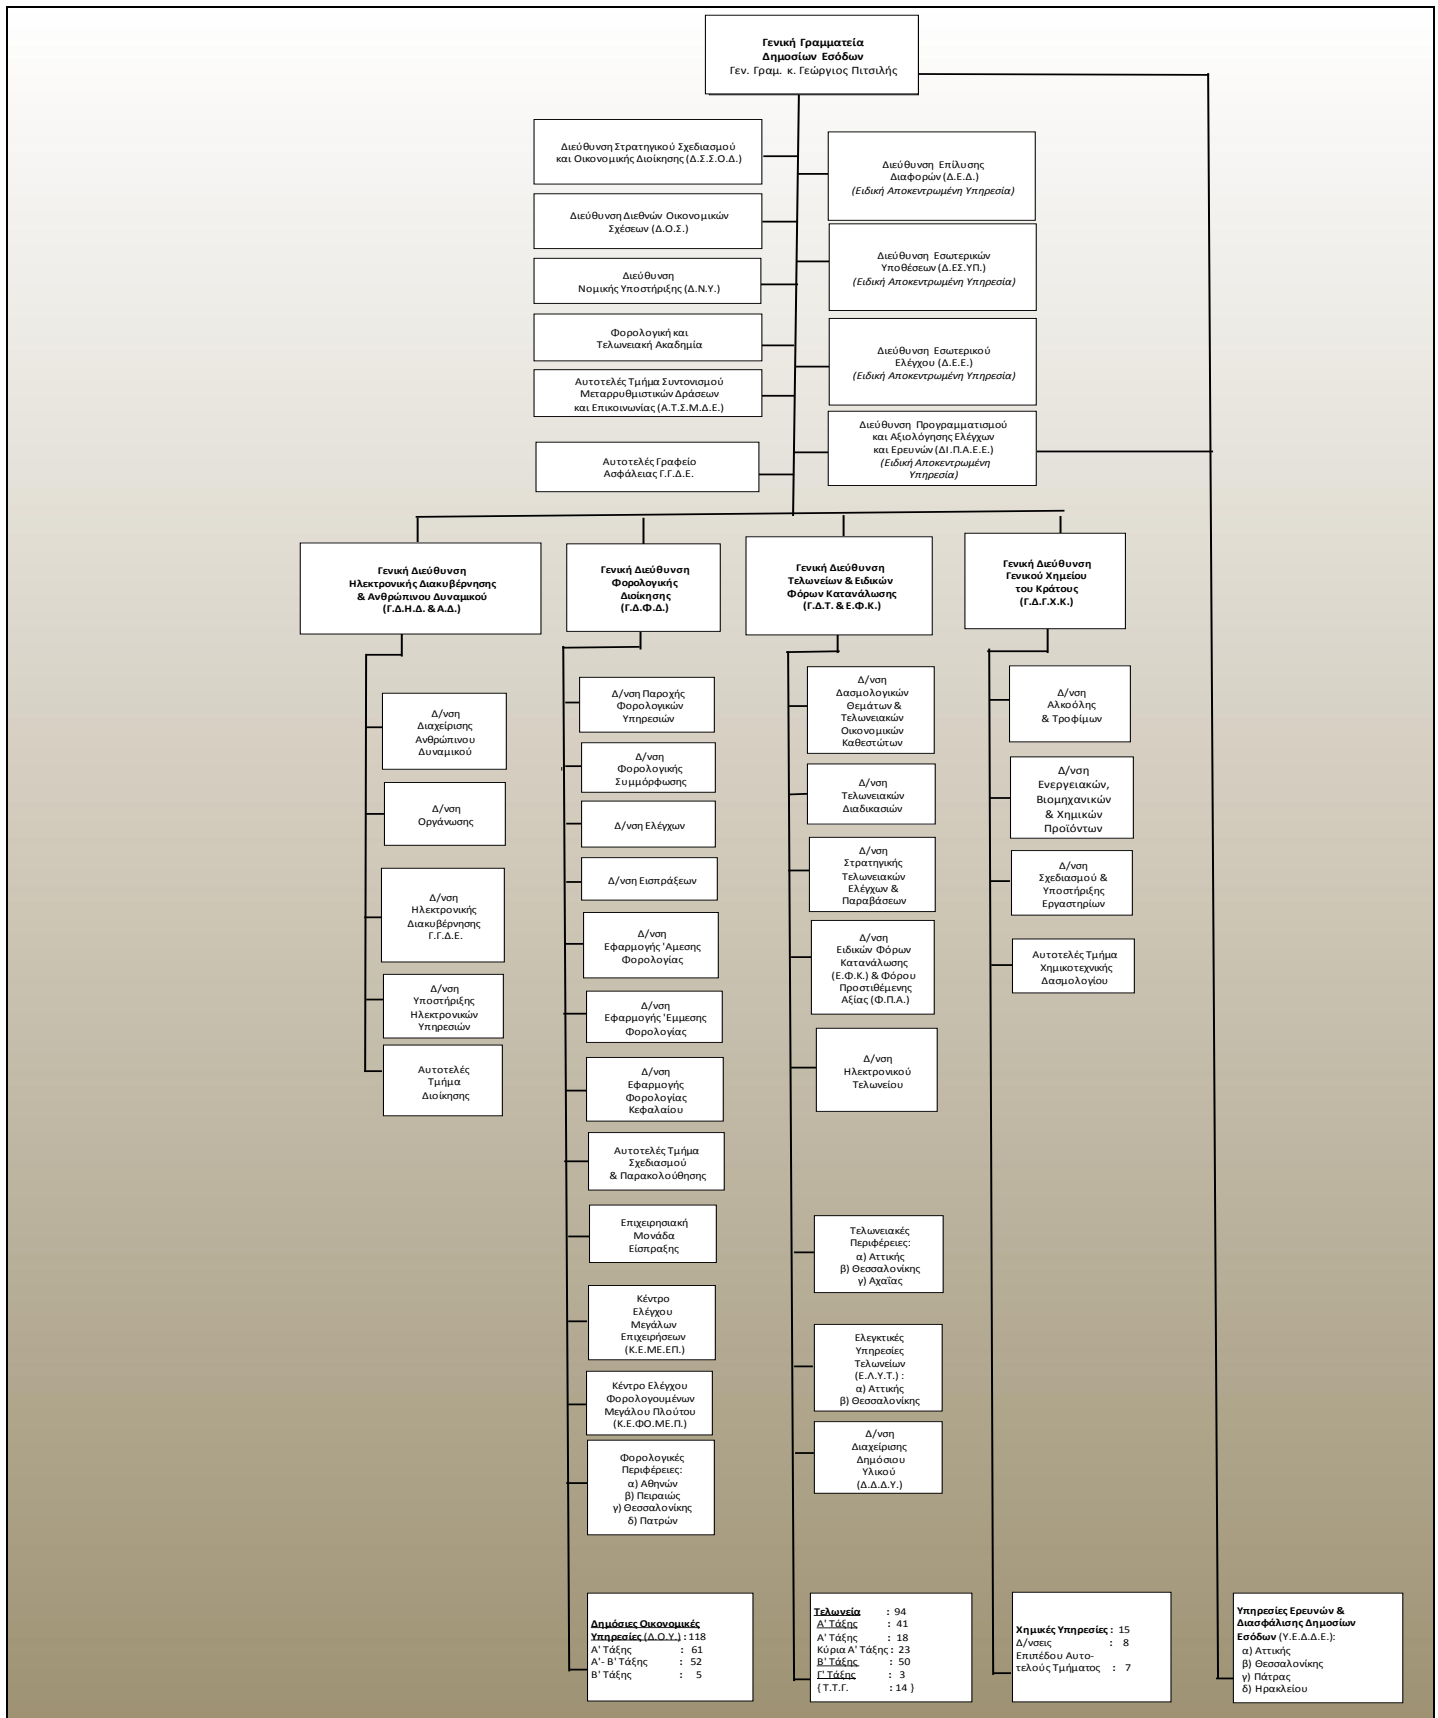 Γενική Γραμματεία
Δημοσίων Εσόδων
Γεν. Γραμ. κ. Γεώργιος Πιτσιλής
Διεύθυνση Στρατηγικού Σχεδιασμού
και Οικονομικής Διοίκησης (Δ.Σ.Σ.Ο.Δ.)
Διεύθυνση Διεθνών Οικονομικών
Σχέσεων (Δ.Ο.Σ.)
Διεύθυνση
Νομικής Υποστήριξης (Δ.Ν.Υ.)
Φορολογική και
Τελωνειακή Ακαδημία
Αυτοτελές Τμήμα Συντονισμού
Μεταρρυθμιστικών Δράσεων
και Επικοινωνίας (Α.Τ.Σ.Μ.Δ.Ε.)
Αυτοτελές Γραφείο
Ασφάλειας Γ.Γ.Δ.Ε.
Διεύθυνση Επίλυσης
Διαφορών (Δ.Ε.Δ.)
(Ειδική Αποκεντρωμένη Υπηρεσία)
Διεύθυνση Εσωτερικών
Υποθέσεων (Δ.ΕΣ.ΥΠ.)
(Ειδική Αποκεντρωμένη Υπηρεσία)
Διεύθυνση Εσωτερικού
Ελέγχου (Δ.Ε.Ε.)
(Ειδική Αποκεντρωμένη Υπηρεσία)
Διεύθυνση Προγραμματισμού
και Αξιολόγησης Ελέγχων
και Ερευνών (ΔΙ.Π.Α.Ε.Ε.)
(Ειδική Αποκεντρωμένη
Υπηρεσία)
Γενική Διεύθυνση
Ηλεκτρονικής Διακυβέρνησης
& Ανθρώπινου Δυναμικού
(Γ.Δ.Η.Δ. & Α.Δ.)
Δ/νση
Διαχείρισης
Ανθρώπινου
Δυναμικού
Δ/νση
Οργάνωσης
Δ/νση
Ηλεκτρονικής
Διακυβέρνησης
Γ.Γ.Δ.Ε.
Δ/νση
Υποστήριξης
Ηλεκτρονικών
Υπηρεσιών
Αυτοτελές
Τμήμα
Διοίκησης
Γενική Διεύθυνση
Φορολογικής
Διοίκησης
(Γ.Δ.Φ.Δ.)
Δ/νση Παροχής
Φορολογικών
Υπηρεσιών
Δ/νση
Φορολογικής
Συμμόρφωσης
Δ/νση Ελέγχων
Δ/νση Εισπράξεων
Δ/νση
Εφαρμογής 'Αμεσης
Φορολογίας
Δ/νση
Εφαρμογής 'Εμμεσης
Φορολογίας
Δ/νση
Εφαρμογής
Φορολογίας
Κεφαλαίου
Αυτοτελές Τμήμα
Σχεδιασμού
& Παρακολούθησης
Επιχειρησιακή
Μονάδα
Είσπραξης
Κέντρο
Ελέγχου
Μεγάλων
Επιχειρήσεων
(Κ.Ε.ΜΕ.ΕΠ.)
Κέντρο Ελέγχου
Φορολογουμένων
Μεγάλου Πλούτου
(Κ.Ε.ΦΟ.ΜΕ.Π.)
Φορολογικές
Περιφέρειες:
α) Αθηνών
β) Πειραιώς
γ) Θεσσαλονίκης
δ) Πατρών
Δημόσιες Οικονομικές
Υπηρεσίες (Δ.Ο.Υ.) : 118
Α' Τάξης : 61
Α'- Β' Τάξης : 52
Β' Τάξης : 5
Γενική Διεύθυνση
Τελωνείων & Ειδικών
Φόρων Κατανάλωσης
(Γ.Δ.Τ. & Ε.Φ.Κ.)
Δ/νση
Δασμολογικών
Θεμάτων &
Τελωνειακών
Οικονομικών
Καθεστώτων
Δ/νση
Τελωνειακών
Διαδικασιών
Δ/νση
Στρατηγικής
Τελωνειακών
Ελέγχων &
Παραβάσεων
Δ/νση
Ειδικών Φόρων
Κατανάλωσης
(Ε.Φ.Κ.) & Φόρου
Προστιθέμενης
Αξίας (Φ.Π.Α.)
Δ/νση
Ηλεκτρονικού
Τελωνείου
Τελωνειακές
Περιφέρειες:
α) Αττικής
β) Θεσσαλονίκης
γ) Αχαΐας
Ελεγκτικές
Υπηρεσίες
Τελωνείων
(Ε.Λ.Υ.Τ.) :
α) Αττικής
β) Θεσσαλονίκης
Δ/νση
Διαχείρισης
Δημόσιου
Υλικού
(Δ.Δ.Δ.Υ.)
Τελωνεία : 94
Α' Τάξης : 41
Α' Τάξης : 18
Κύρια Α' Τάξης : 23
Β' Τάξης : 50
Γ' Τάξης : 3
{ Τ.Τ.Γ. : 14 }
Γενική Διεύθυνση
Γενικού Χημείου
του Κράτους
(Γ.Δ.Γ.Χ.Κ.)
Δ/νση
Αλκοόλης
& Τροφίμων
Δ/νση
Ενεργειακών,
Βιομηχανικών
& Χημικών
Προϊόντων
Δ/νση
Σχεδιασμού &
Υποστήριξης
Εργαστηρίων
Αυτοτελές Τμήμα
Χημικοτεχνικής
Δασμολογίου
Χημικές Υπηρεσίες : 15
Δ/νσεις : 8
Επιπέδου Αυτο-
τελούς Τμήματος : 7
Υπηρεσίες Ερευνών &
Διασφάλισης Δημοσίων
Εσόδων (Υ.Ε.Δ.Δ.Ε.):
α) Αττικής
β) Θεσσαλονίκης
γ) Πάτρας
δ) Ηρακλείου